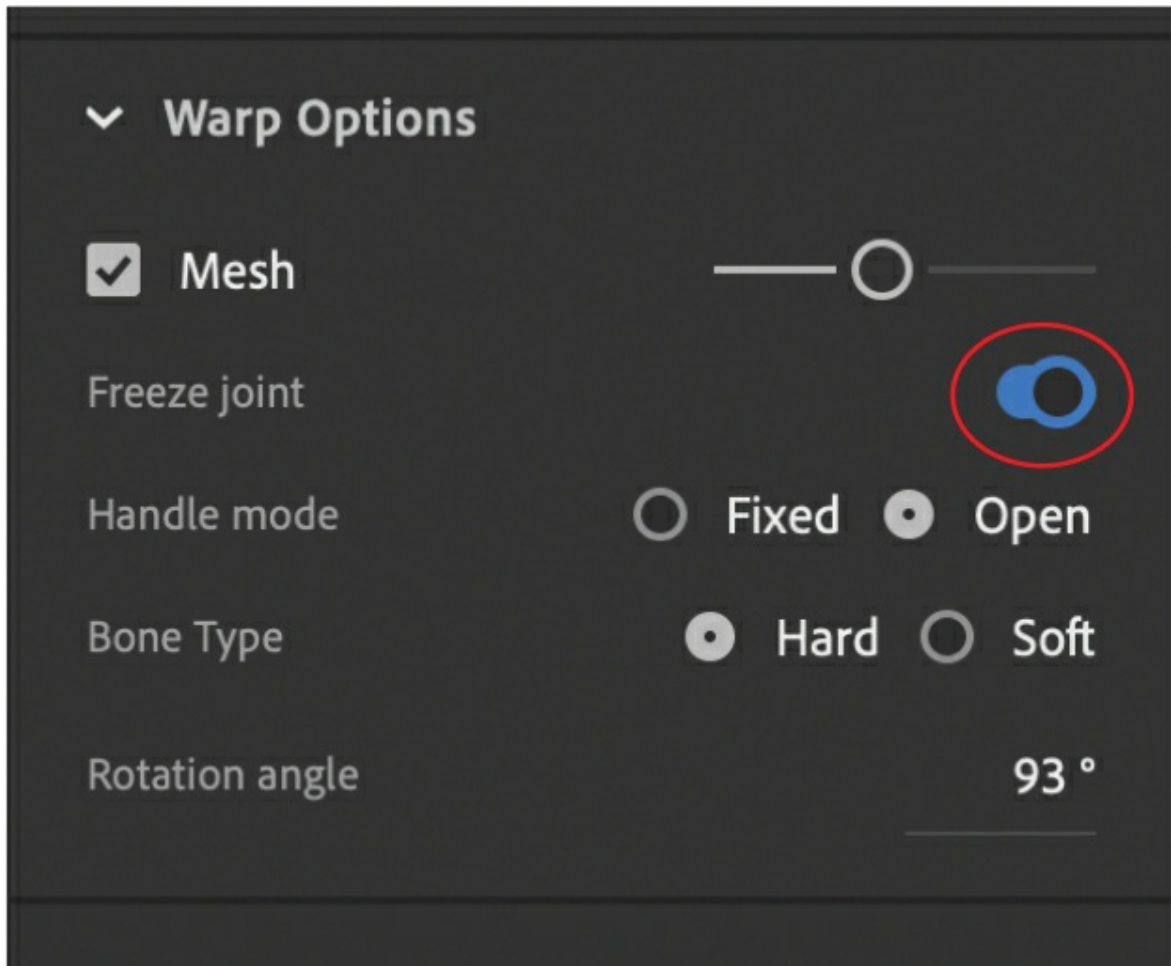 Warp Options
Mesh
Freeze joint
Handle mode Fixed Open
Bone Type Hard Soft
Rotation angle 93 °